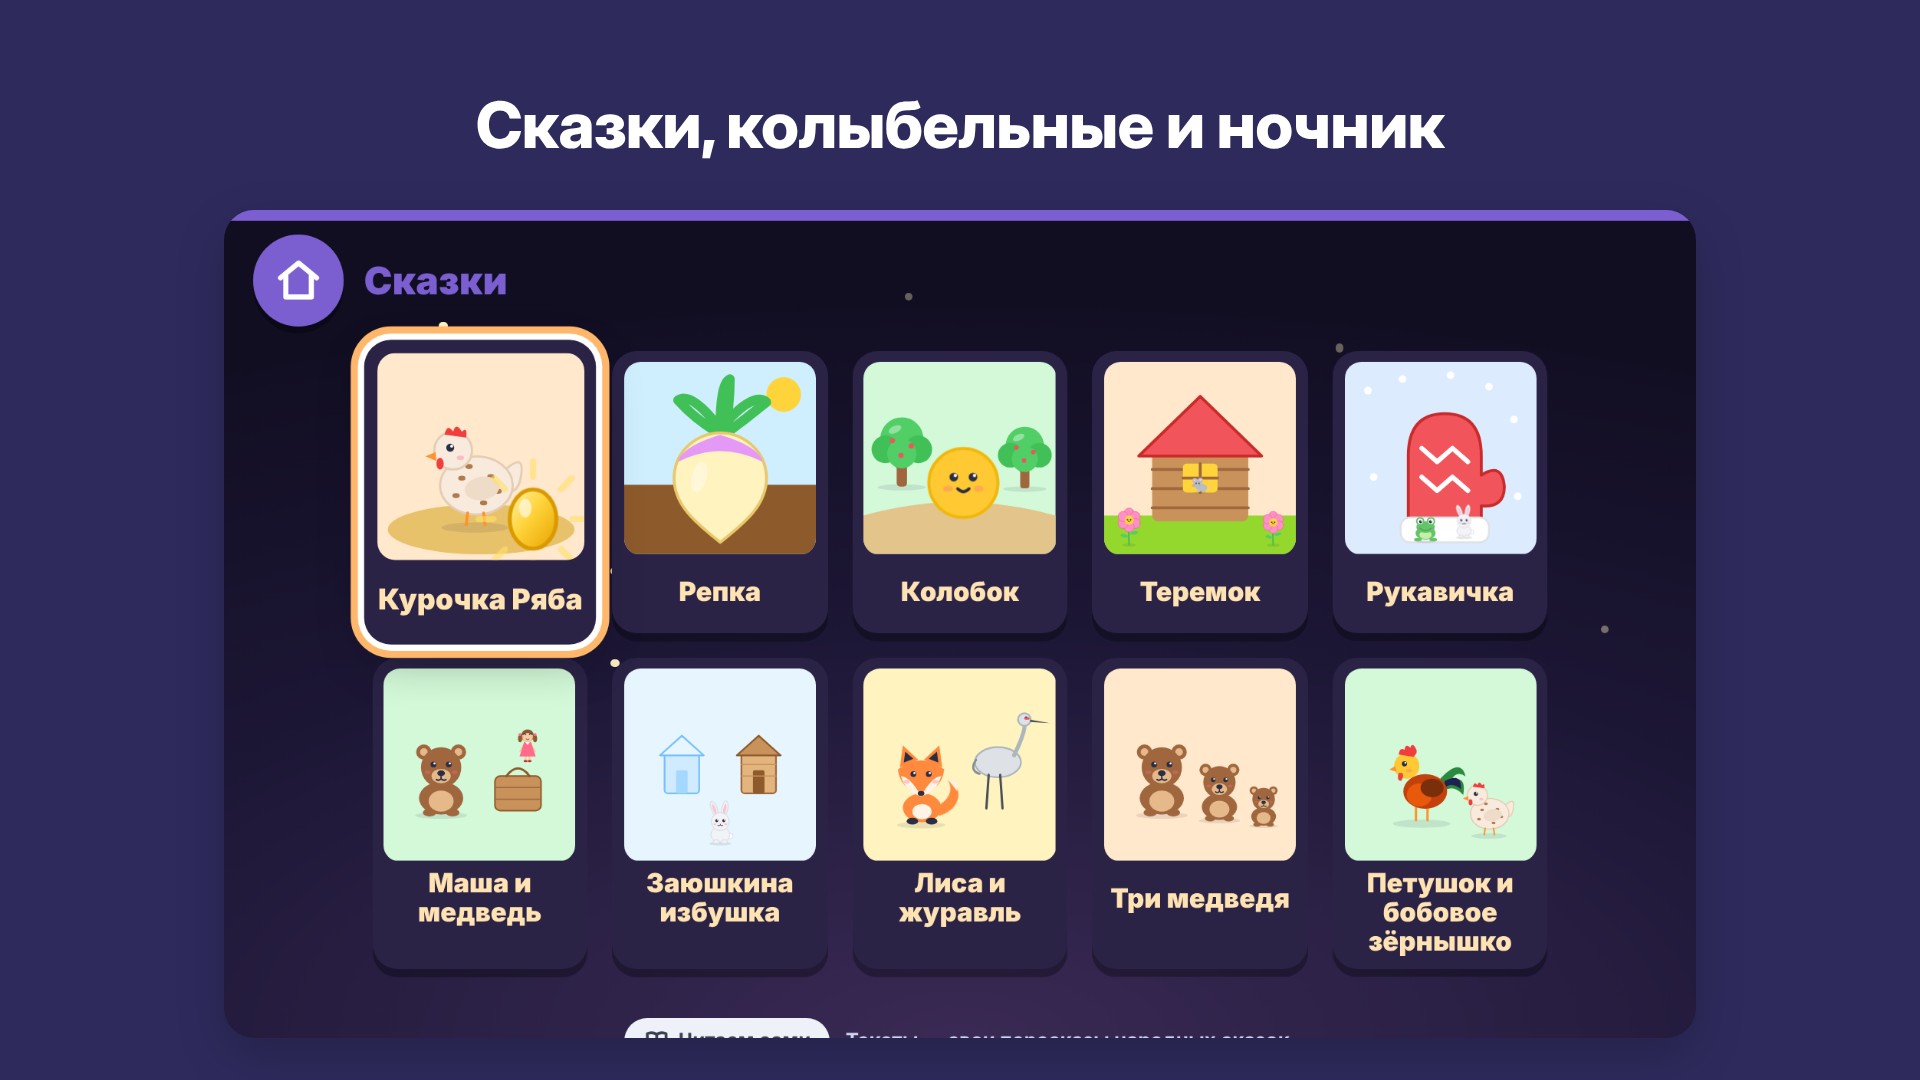 Сказки, колыбельные и ночник
Сказки
Курочка Ряба
Репка
Колобок
Теремок
Рукавичка
Маша и
медведь
Заюшкина
избушка
Лиса и
журавль
Три медведя
Петушок и
бобовое
зёрнышко